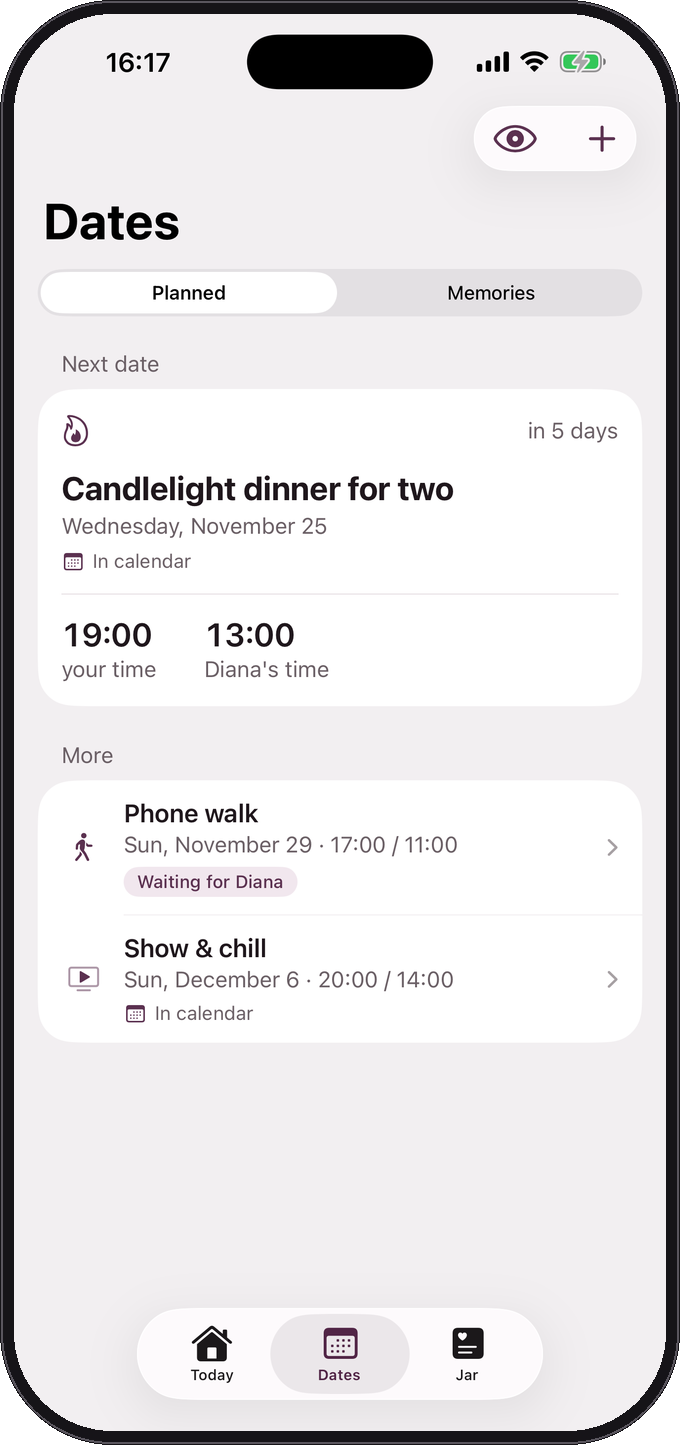 16:17
Dates
Planned
Memories
Next date
in 5 days
Candlelight dinner for two
Wednesday, November 25
In calendar
19:00
your time
13:00
Diana's time
More
Phone walk
Sun, November 29 · 17:00 / 11:00
Waiting for Diana
Show & chill
Sun, December 6 · 20:00 / 14:00
In calendar
Today
Dates
Jar